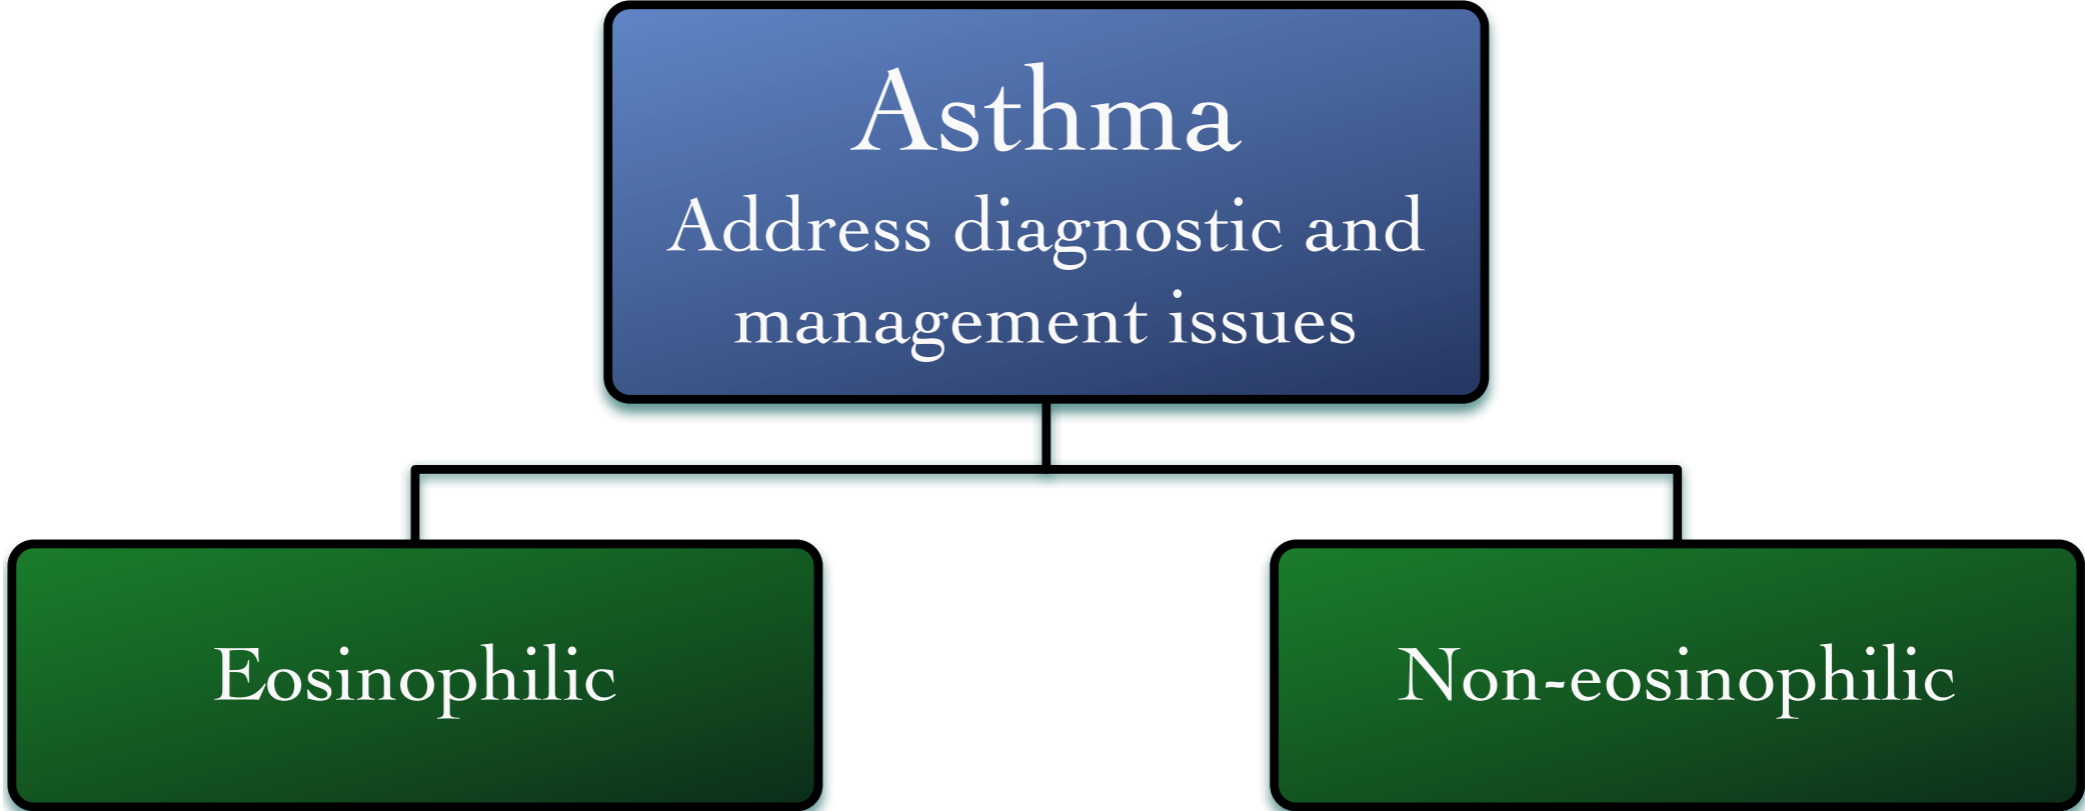 Asthma
Address diagnostic and
management issues
Eosinophilic
Non-eosinophilic